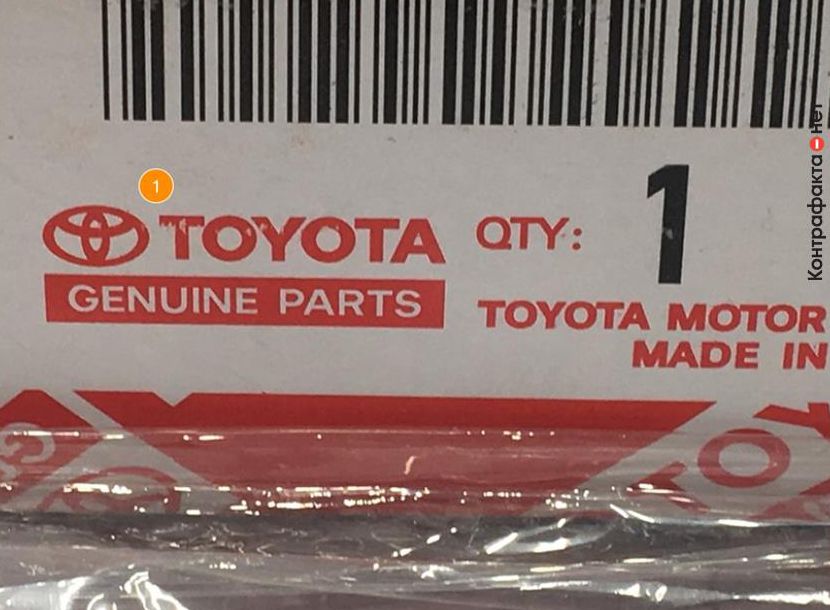 1
TOYOTA
GENUINE PARTS
QTY: 1
TOYOTA MOTOR
MADE IN
Контрафакта нет